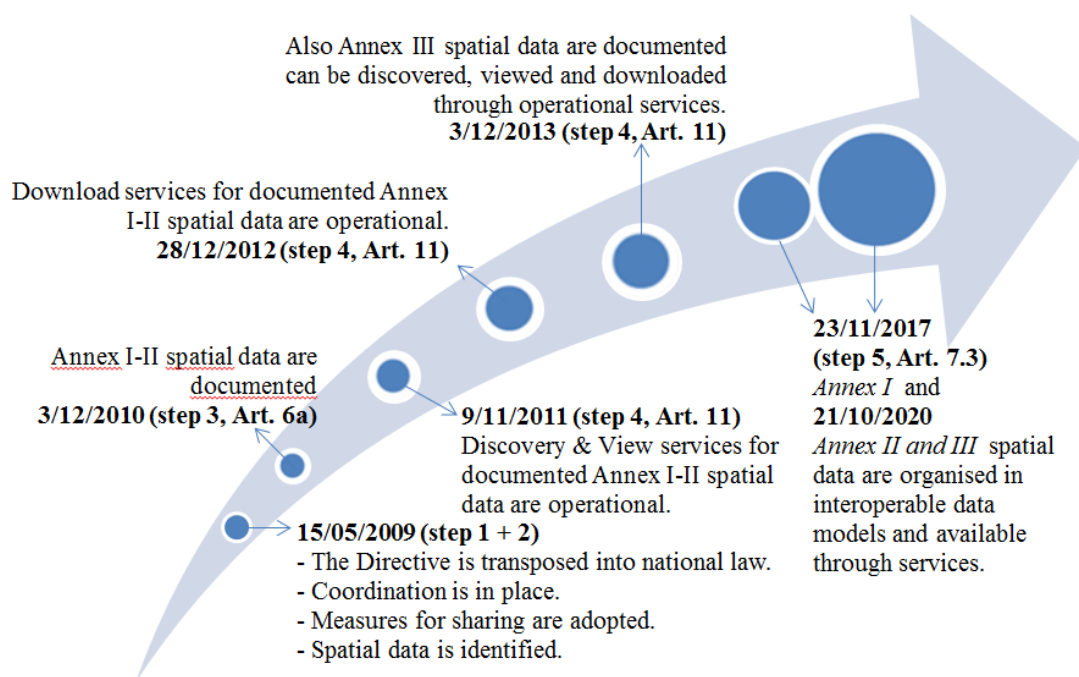 Also Annex III spatial data are documented
can be discovered, viewed and downloaded
through operational services.
3/12/2013 (step 4, Art. 11)
Download services for documented Annex
I-II spatial data are operational.
28/12/2012 (step 4, Art. 11)
Annex I-II spatial data are
documented
3/12/2010 (step 3, Art. 6a)
9/11/2011 (step 4, Art. 11)
Discovery & View services for
documented Annex I-II spatial
data are operational.
15/05/2009 (step 1 + 2)
- The Directive is transposed into national law.
- Coordination is in place.
- Measures for sharing are adopted.
- Spatial data is identified.
23/11/2017
(step 5, Art. 7.3)
Annex I and
21/10/2020
Annex II and III spatial
data are organised in
interoperable data
models and available
through services.